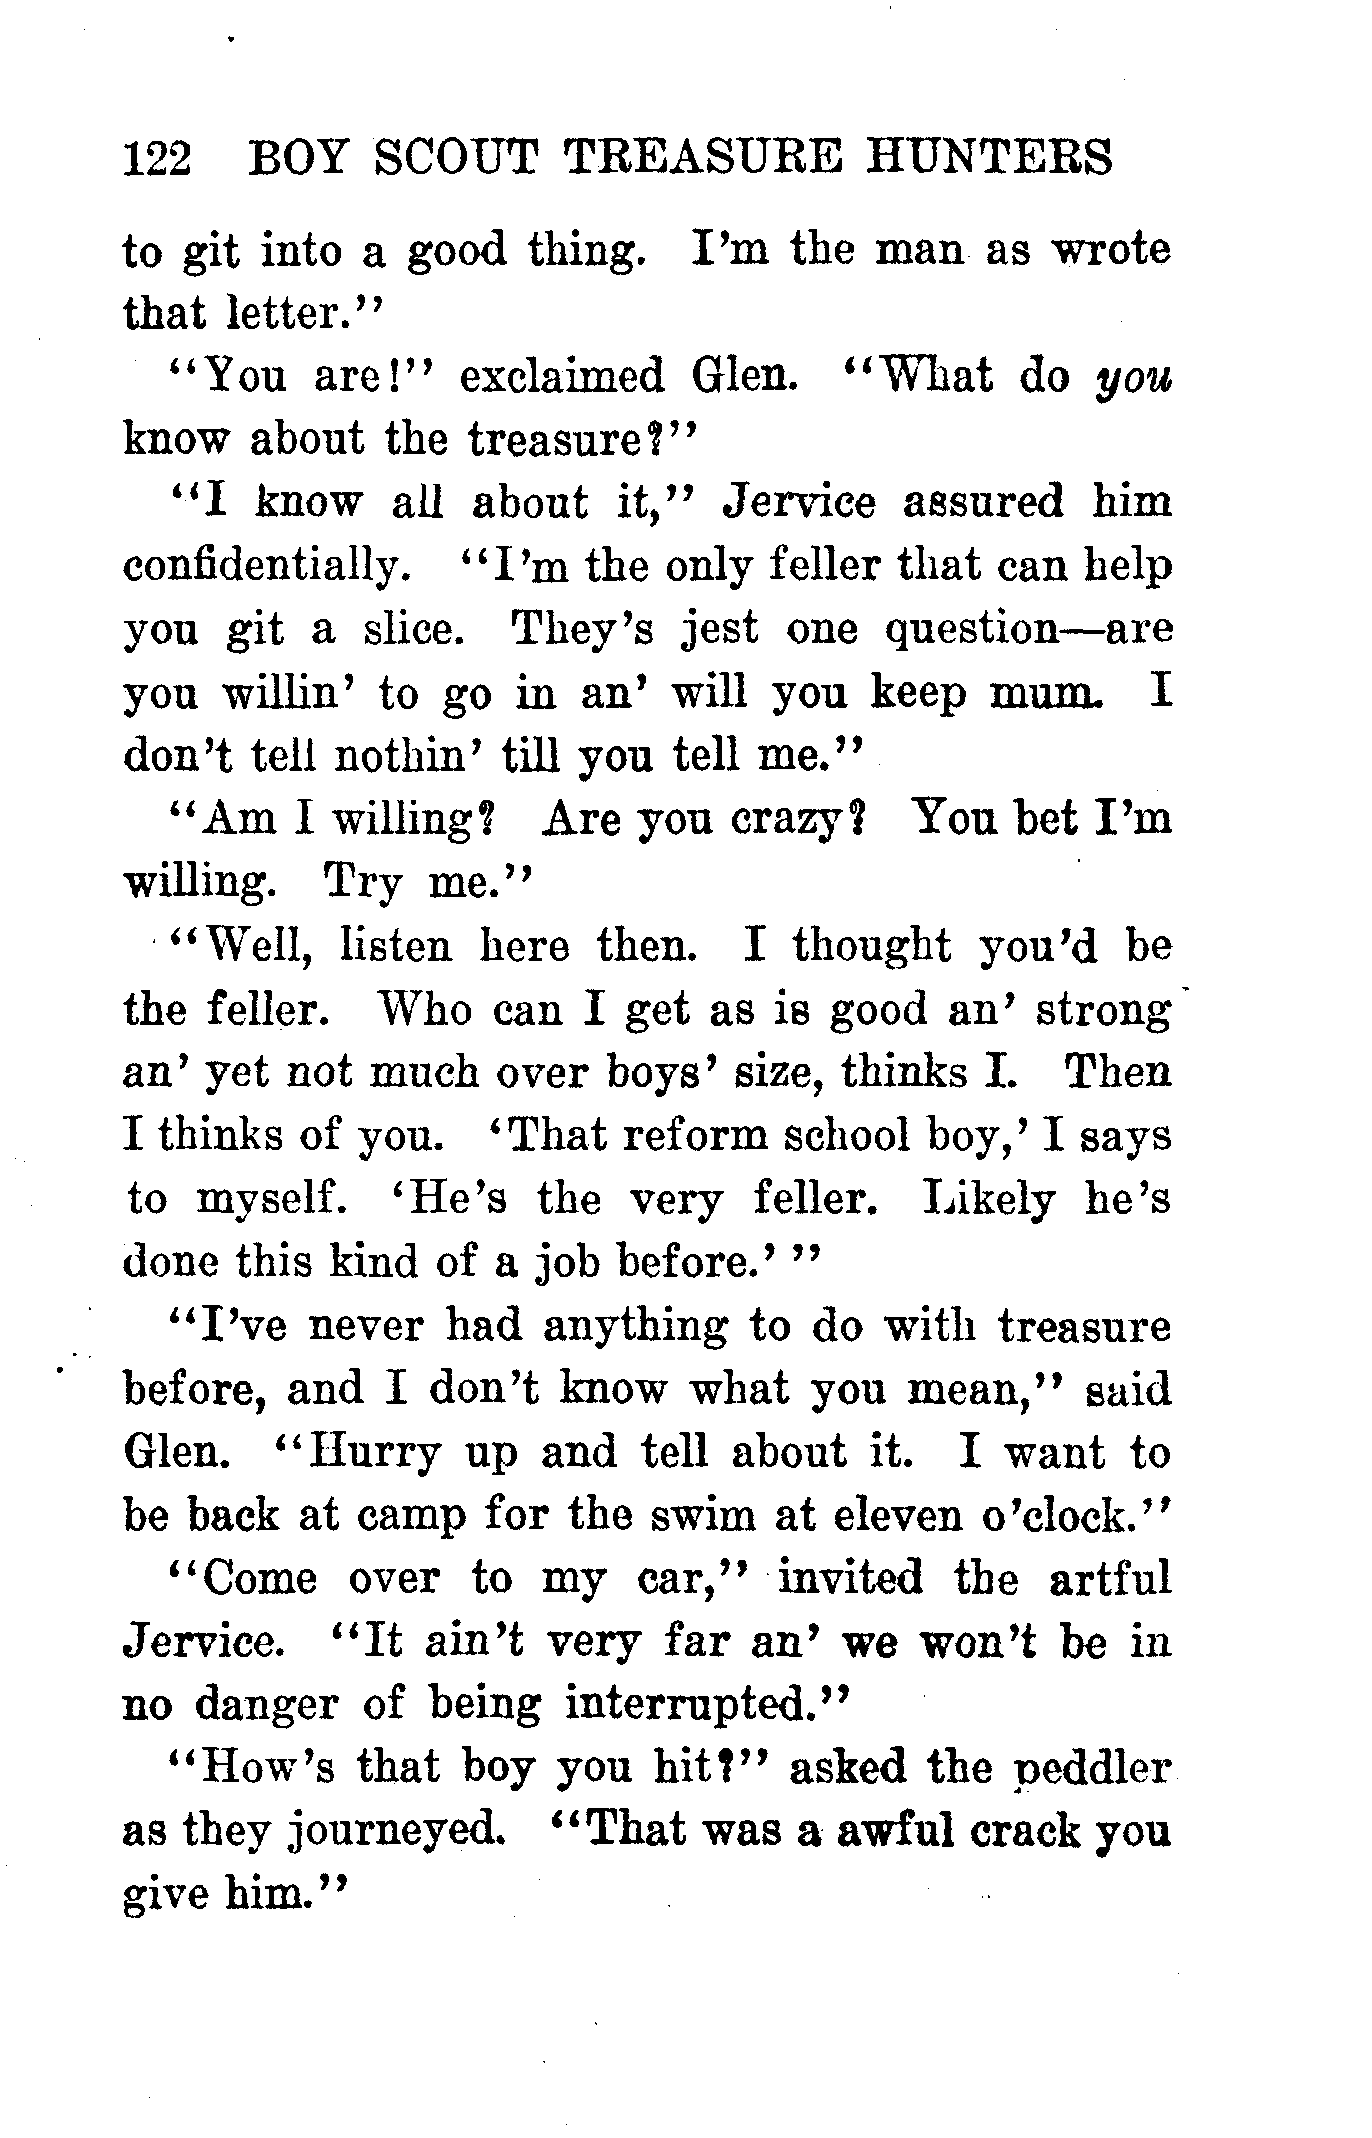 122 BOY SCOUT TREASURE HUNTERS
to git into a good thing. I'm the man as wrote
that letter."
"You are!" exclaimed Glen. "What do you
know about the treasure?"
"I know all about it," Jervice assured him
confidentially. "I'm the only feller that can help
you git a slice. They's jest one question—are
you willin' to go in an' will you keep mum. I
don't tell nothin' till you tell me."
"Am I willing? Are you crazy? You bet I'm
willing. Try me."
"Well, listen here then. I thought you'd be
the feller. Who can I get as is good an' strong
an' yet not much over boys' size, thinks I. Then
I thinks of you. 'That reform school boy,' I says
to myself. 'He's the very feller. Likely he's
done this kind of a job before.' "
"I've never had anything to do with treasure
before, and I don't know what you mean," said
Glen. "Hurry up and tell about it. I want to
be back at camp for the swim at eleven o'clock."
"Come over to my car," invited the artful
Jervice. "It ain't very far an' we won't be in
no danger of being interrupted."
"How's that boy you hit?" asked the peddler
as they journeyed. "That was a awful crack you
give him."